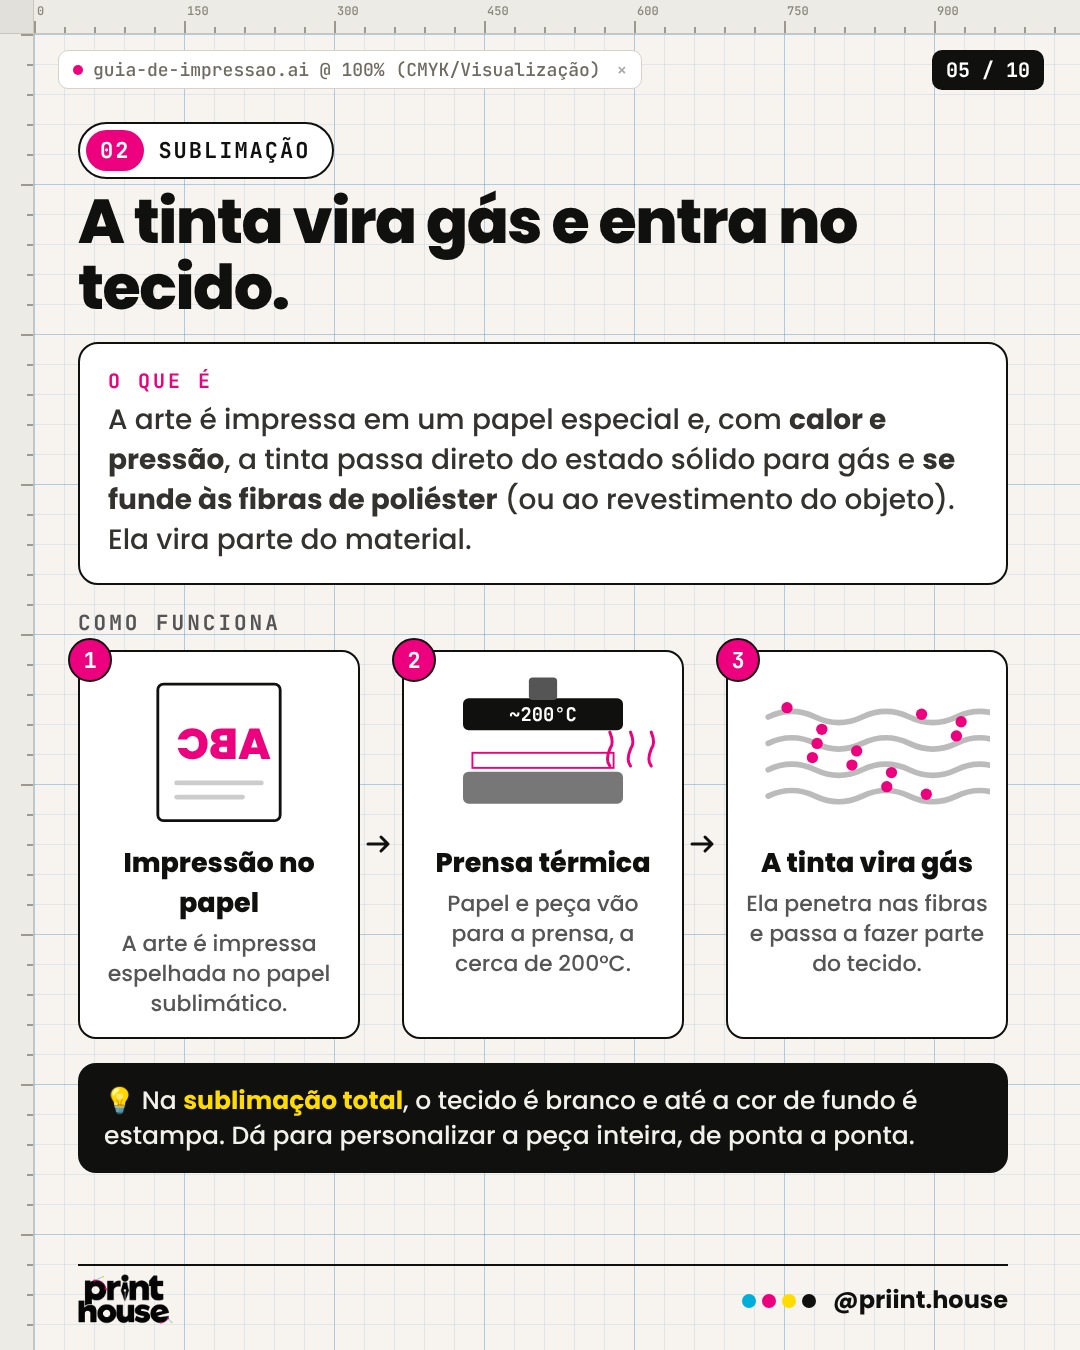 0 150 300 450 600 750 900
guia-de-impressao.ai @ 100% (CMYK/Visualização) ×
05 / 10
02 SUBLIMAÇÃO
A tinta vira gás e entra no
tecido.
O QUE É
A arte é impressa em um papel especial e, com calor e
pressão, a tinta passa direto do estado sólido para gás e se
funde às fibras de poliéster (ou ao revestimento do objeto).
Ela vira parte do material.
COMO FUNCIONA
1
ABC
Impressão no
papel
A arte é impressa
espelhada no papel
sublimático.
2
~200°C
Prensa térmica
Papel e peça vão
para a prensa, a
cerca de 200°C.
3
A tinta vira gás
Ela penetra nas fibras
e passa a fazer parte
do tecido.
💡 Na sublimação total, o tecido é branco e até a cor de fundo é
estampa. Dá para personalizar a peça inteira, de ponta a ponta.
print
house
@priint.house